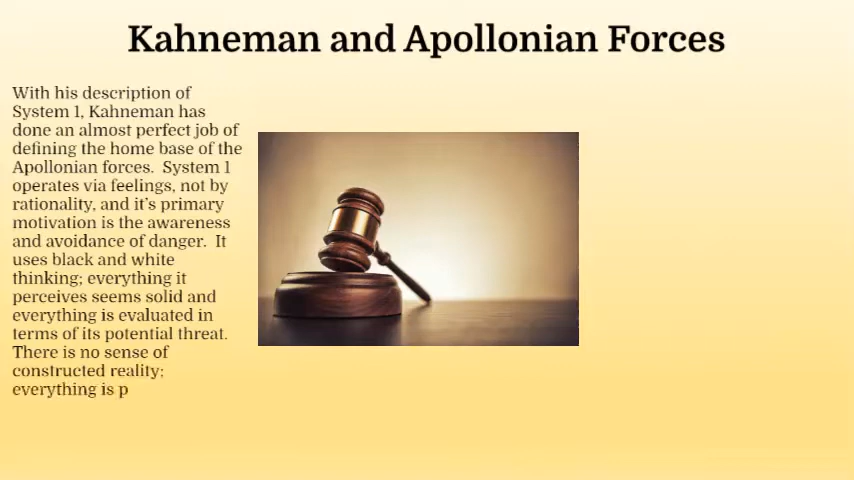 Kahneman and Apollonian Forces
With his description of
System 1, Kahneman has
done an almost perfect job of
defining the home base of the
Apollonian forces.  System 1
operates via feelings, not by
rationality, and it's primary
motivation is the awareness
and avoidance of danger.  It
uses black and white
thinking; everything it
perceives seems solid and
everything is evaluated in
terms of its potential threat.
There is no sense of
constructed reality;
everything is p